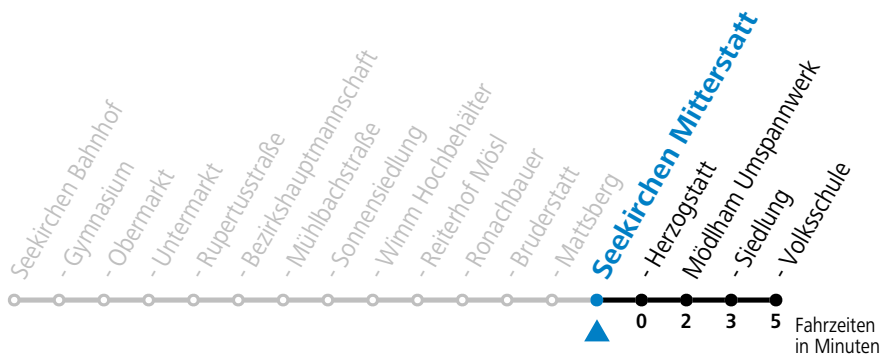 Seekirchen Bahnhof
- Gymnasium
- Obermarkt
- Untermarkt
- Rupertusstraße
- Bezirkshauptmannschaft
- Mühlbachstraße
- Sonnensiedlung
- Wimm Hochbehälter
- Reiterhof Mösl
- Ronachbauer
- Bruderstatt
- Mattsberg
Seekirchen Mitterstatt
- Herzogstatt
Mödlham Umspannwerk
- Siedlung
- Volksschule
0 2 3 5
Fahrzeiten
in Minuten